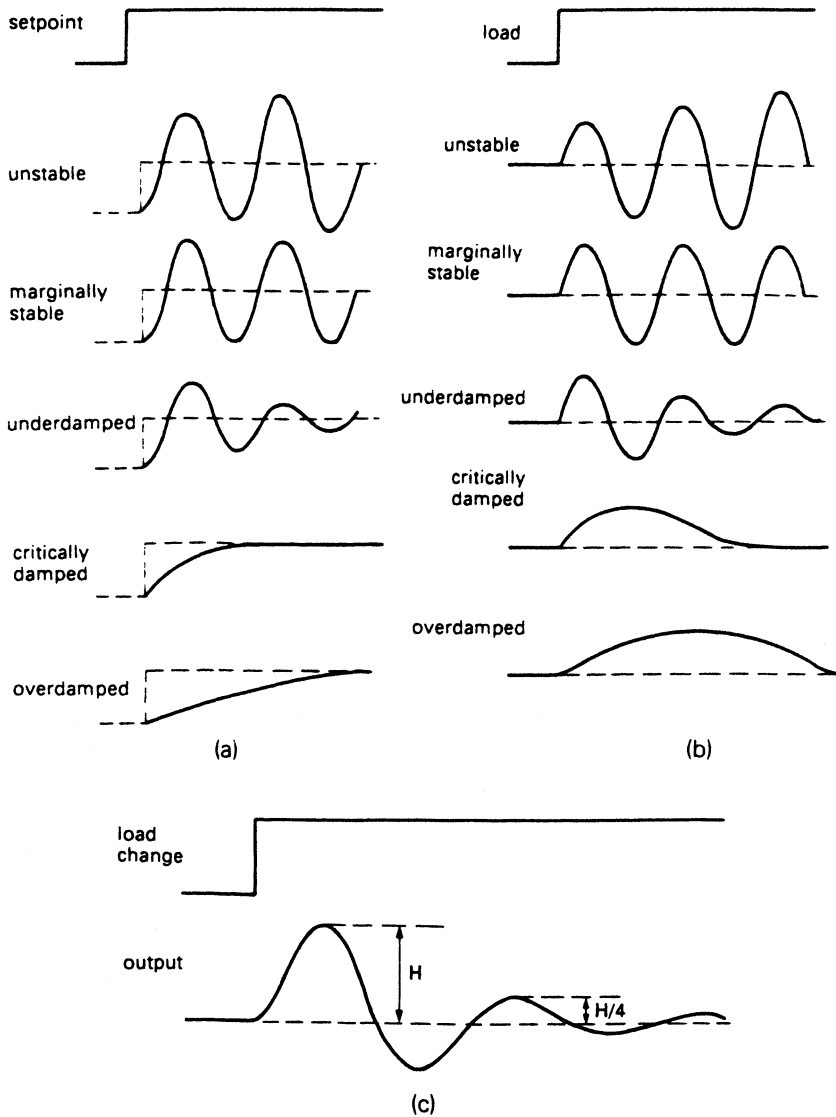 setpoint
unstable
marginally
stable
underdamped
critically
damped
overdamped
(a)
load
unstable
marginally
stable
underdamped
critically
damped
overdamped
(b)
load
change
output
H
H/4
(c)